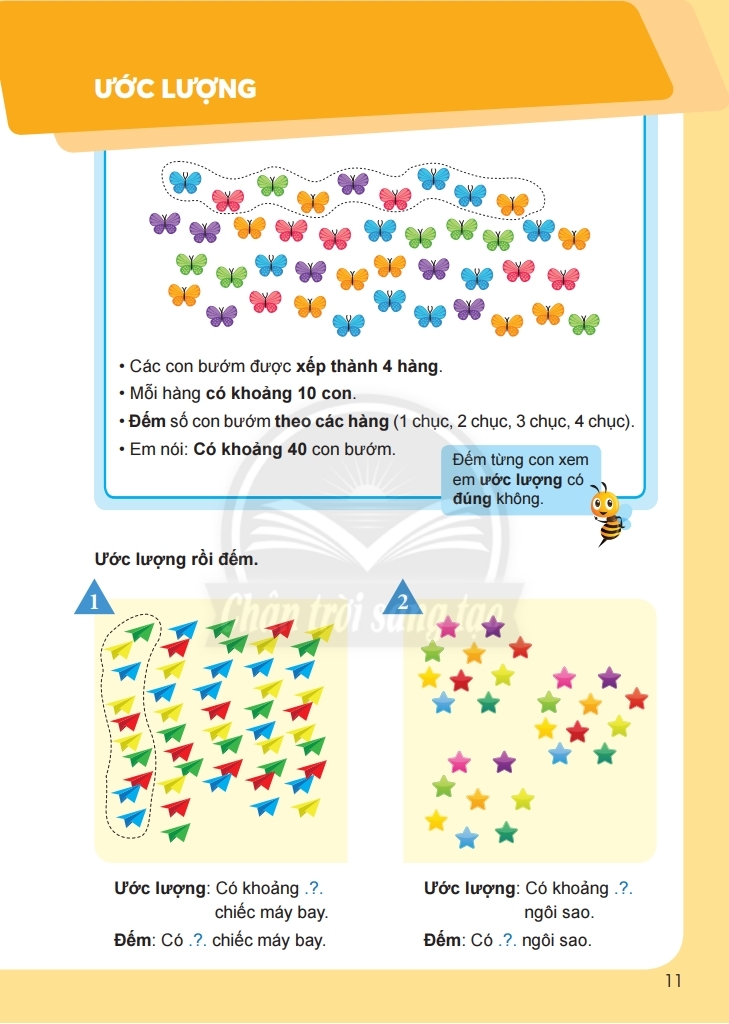 ƯỚC LƯỢNG
• Các con bướm được xếp thành 4 hàng.
• Mỗi hàng có khoảng 10 con.
• Đếm số con bướm theo các hàng (1 chục, 2 chục, 3 chục, 4 chục).
• Em nói: Có khoảng 40 con bướm.
Đếm từng con xem
em ước lượng có
đúng không.
Ước lượng rồi đếm.
1
2
Chân trời sáng tạo
Ước lượng: Có khoảng .?.
chiếc máy bay.
Đếm: Có .?. chiếc máy bay.
Ước lượng: Có khoảng .?.
ngôi sao.
Đếm: Có .?. ngôi sao.
11